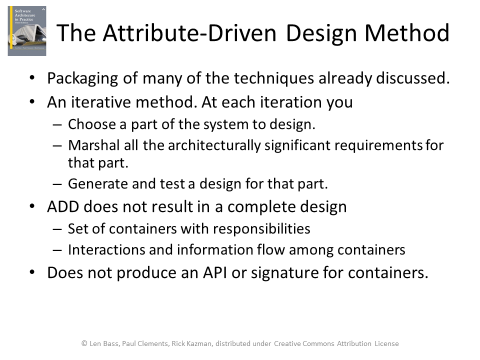 The Attribute-Driven Design Method
• Packaging of many of the techniques already discussed.
• An iterative method. At each iteration you
– Choose a part of the system to design.
– Marshal all the architecturally significant requirements for
that part.
– Generate and test a design for that part.
• ADD does not result in a complete design
– Set of containers with responsibilities
– Interactions and information flow among containers
• Does not produce an API or signature for containers.
© Len Bass, Paul Clements, Rick Kazman, distributed under Creative Commons Attribution License